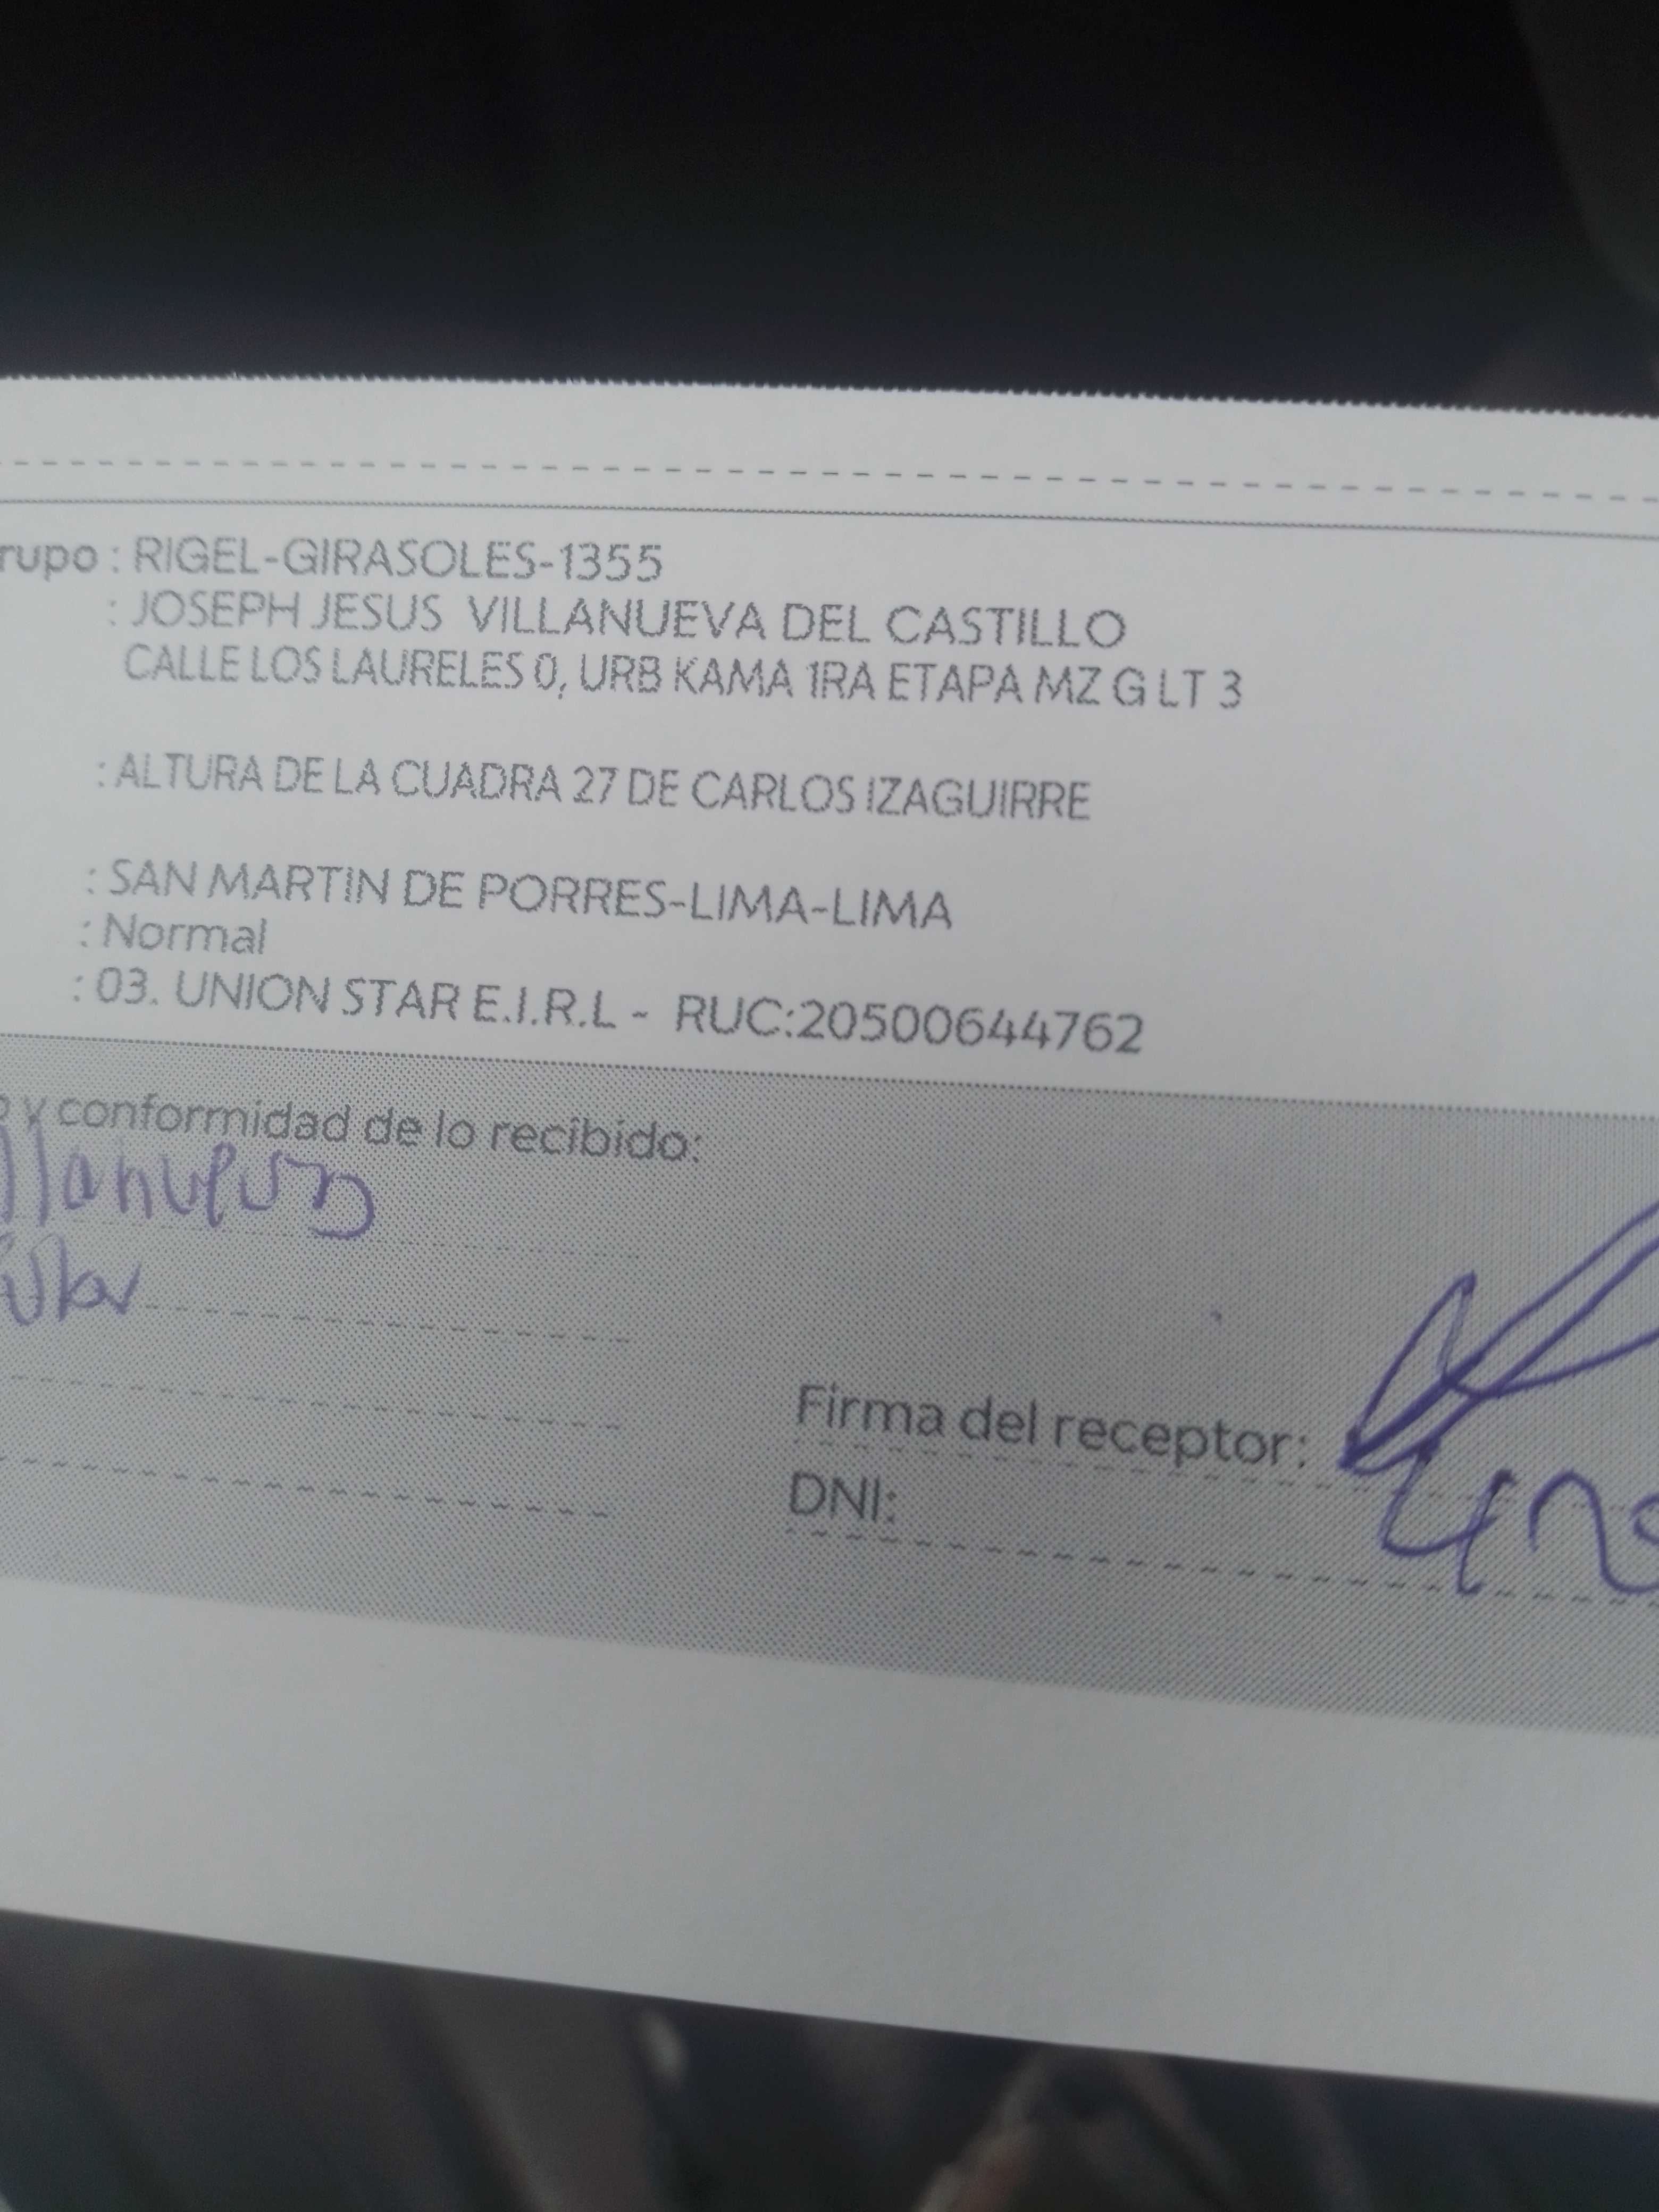 rupo : RIGEL-GIRASOLES-1355
: JOSEPH JESUS VILLANUEVA DEL CASTILLO
CALLE LOS LAURELES 0, URB KAMA 1RA ETAPA MZ G LT 3
: ALTURA DE LA CUADRA 27 DE CARLOS IZAGUIRRE
: SAN MARTIN DE PORRES-LIMA-LIMA
: Normal
: 03. UNION STAR E.I.R.L - RUC:20500644762
o y conformidad de lo recibido:
llanueva
Firma del receptor:
DNI: